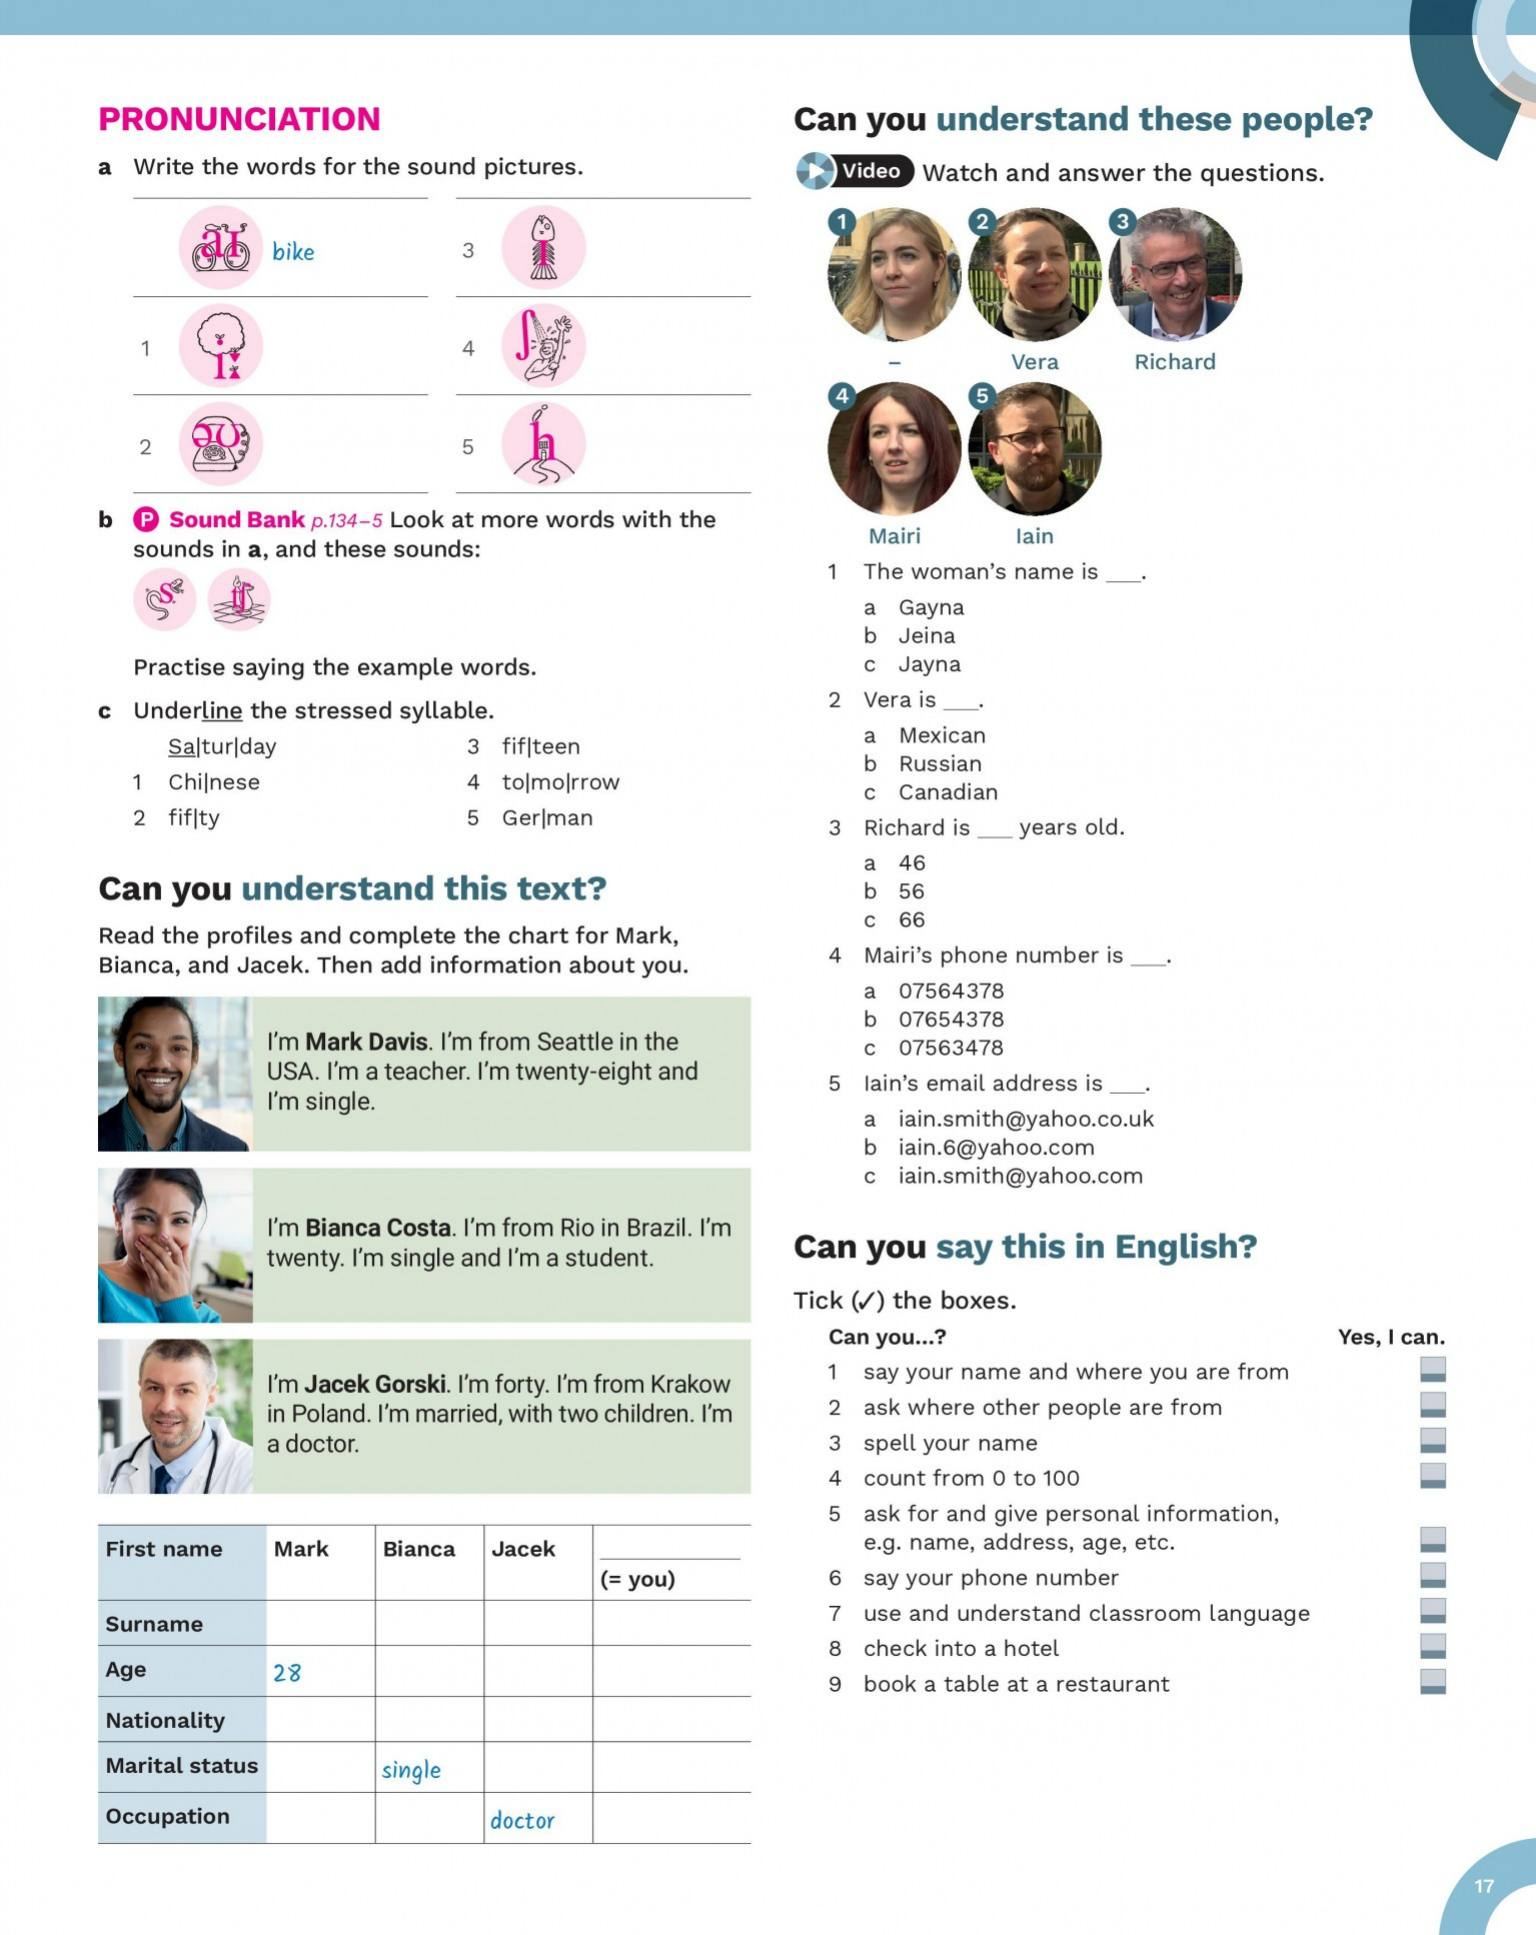 PRONUNCIATION
a Write the words for the sound pictures.
aɪ bike
1 iː
2 əʊ
3 ɪ
4 ʃ
5 h
b P Sound Bank p.134–5 Look at more words with the
sounds in a, and these sounds:
s tʃ
Practise saying the example words.
c Underline the stressed syllable.
Sa|tur|day
1 Chi|nese
2 fif|ty
3 fif|teen
4 to|mo|rrow
5 Ger|man
Can you understand this text?
Read the profiles and complete the chart for Mark,
Bianca, and Jacek. Then add information about you.
I'm Mark Davis. I'm from Seattle in the
USA. I'm a teacher. I'm twenty-eight and
I'm single.
I'm Bianca Costa. I'm from Rio in Brazil. I'm
twenty. I'm single and I'm a student.
I'm Jacek Gorski. I'm forty. I'm from Krakow
in Poland. I'm married, with two children. I'm
a doctor.
First name Mark Bianca Jacek ____
(= you)
Surname
Age 28
Nationality
Marital status single
Occupation doctor
Can you understand these people?
Video Watch and answer the questions.
1 2 3
– Vera Richard
4 5
Mairi Iain
1 The woman's name is ___.
a Gayna
b Jeina
c Jayna
2 Vera is ___.
a Mexican
b Russian
c Canadian
3 Richard is ___ years old.
a 46
b 56
c 66
4 Mairi's phone number is ___.
a 07564378
b 07654378
c 07563478
5 Iain's email address is ___.
a iain.smith@yahoo.co.uk
b iain.6@yahoo.com
c iain.smith@yahoo.com
Can you say this in English?
Tick (✓) the boxes.
Can you...? Yes, I can.
1 say your name and where you are from
2 ask where other people are from
3 spell your name
4 count from 0 to 100
5 ask for and give personal information,
e.g. name, address, age, etc.
6 say your phone number
7 use and understand classroom language
8 check into a hotel
9 book a table at a restaurant
17